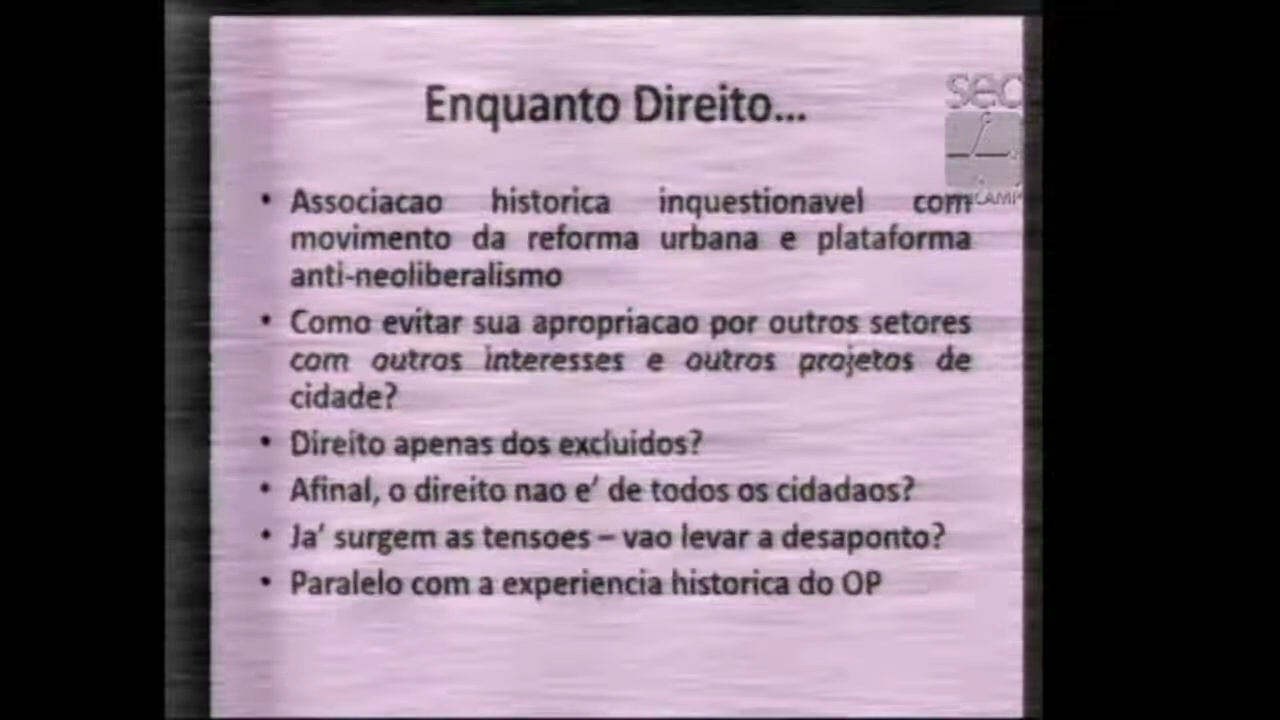 Enquanto Direito...
• Associacao historica inquestionavel com
movimento da reforma urbana e plataforma
anti-neoliberalismo
• Como evitar sua apropriacao por outros setores
com outros interesses e outros projetos de
cidade?
• Direito apenas dos excluidos?
• Afinal, o direito nao e' de todos os cidadaos?
• Ja' surgem as tensoes – vao levar a desaponto?
• Paralelo com a experiencia historica do OP